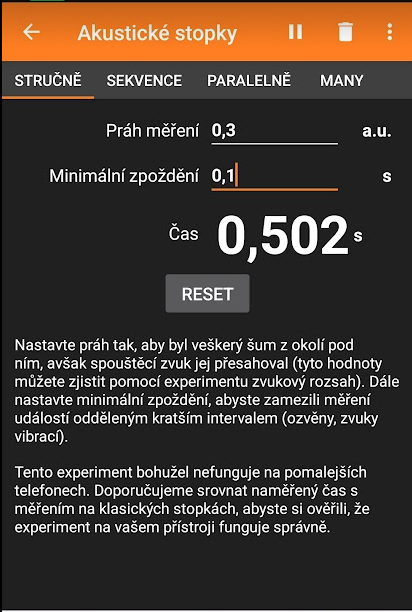 Akustické stopky
STRUČNĚ SEKVENCE PARALELNĚ MANY
Práh měření 0,3 a.u.
Minimální zpoždění 0,1 s
Čas 0,502 s
RESET
Nastavte práh tak, aby byl veškerý šum z okolí pod
ním, avšak spouštěcí zvuk jej přesahoval (tyto hodnoty
můžete zjistit pomocí experimentu zvukový rozsah). Dále
nastavte minimální zpoždění, abyste zamezili měření
událostí odděleným kratším intervalem (ozvěny, zvuky
vibrací).
Tento experiment bohužel nefunguje na pomalejších
telefonech. Doporučujeme srovnat naměřený čas s
měřením na klasických stopkách, abyste si ověřili, že
experiment na vašem přístroji funguje správně.